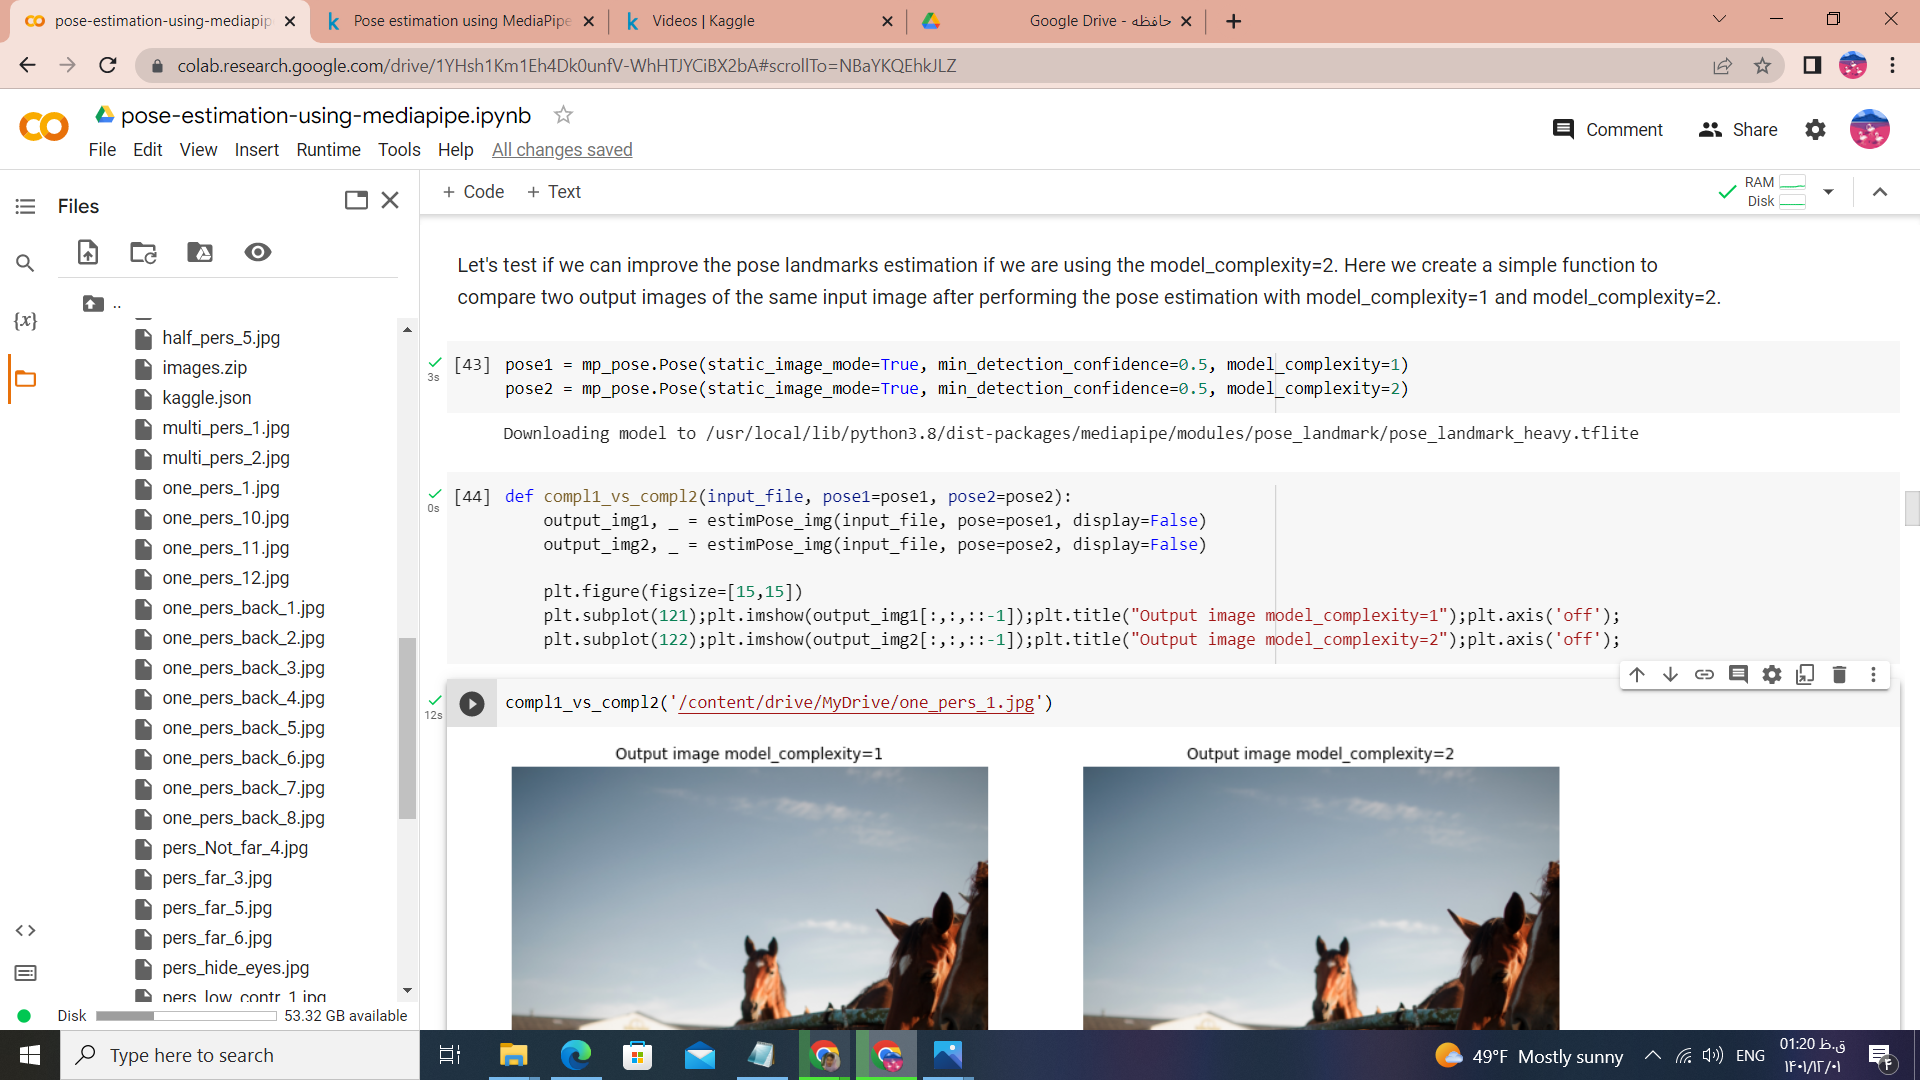 pose-estimation-using-mediapip
Pose estimation using MediaPipe
Videos | Kaggle
حافظه - Google Drive
colab.research.google.com/drive/1YHsh1Km1Eh4Dk0unfV-WhHTJYCiBX2bA#scrollTo=NBaYKQEhkJLZ
pose-estimation-using-mediapipe.ipynb
File Edit View Insert Runtime Tools Help All changes saved
Comment
Share
Files
+ Code + Text
RAM
Disk
..
half_pers_5.jpg
images.zip
kaggle.json
multi_pers_1.jpg
multi_pers_2.jpg
one_pers_1.jpg
one_pers_10.jpg
one_pers_11.jpg
one_pers_12.jpg
one_pers_back_1.jpg
one_pers_back_2.jpg
one_pers_back_3.jpg
one_pers_back_4.jpg
one_pers_back_5.jpg
one_pers_back_6.jpg
one_pers_back_7.jpg
one_pers_back_8.jpg
pers_Not_far_4.jpg
pers_far_3.jpg
pers_far_5.jpg
pers_far_6.jpg
pers_hide_eyes.jpg
pers_low_contr_1.jpg
Disk 53.32 GB available
Let's test if we can improve the pose landmarks estimation if we are using the model_complexity=2. Here we create a simple function to
compare two output images of the same input image after performing the pose estimation with model_complexity=1 and model_complexity=2.
3s
[43] pose1 = mp_pose.Pose(static_image_mode=True, min_detection_confidence=0.5, model_complexity=1)
pose2 = mp_pose.Pose(static_image_mode=True, min_detection_confidence=0.5, model_complexity=2)
Downloading model to /usr/local/lib/python3.8/dist-packages/mediapipe/modules/pose_landmark/pose_landmark_heavy.tflite
0s
[44] def compl1_vs_compl2(input_file, pose1=pose1, pose2=pose2):
output_img1, _ = estimPose_img(input_file, pose=pose1, display=False)
output_img2, _ = estimPose_img(input_file, pose=pose2, display=False)
plt.figure(figsize=[15,15])
plt.subplot(121);plt.imshow(output_img1[:,:,::-1]);plt.title("Output image model_complexity=1");plt.axis('off');
plt.subplot(122);plt.imshow(output_img2[:,:,::-1]);plt.title("Output image model_complexity=2");plt.axis('off');
12s
compl1_vs_compl2('/content/drive/MyDrive/one_pers_1.jpg')
Output image model_complexity=1
Output image model_complexity=2
Type here to search
49°F Mostly sunny
ENG
01:20 ق.ظ
۱۴۰۱/۱۲/۰۱
۴
{x}